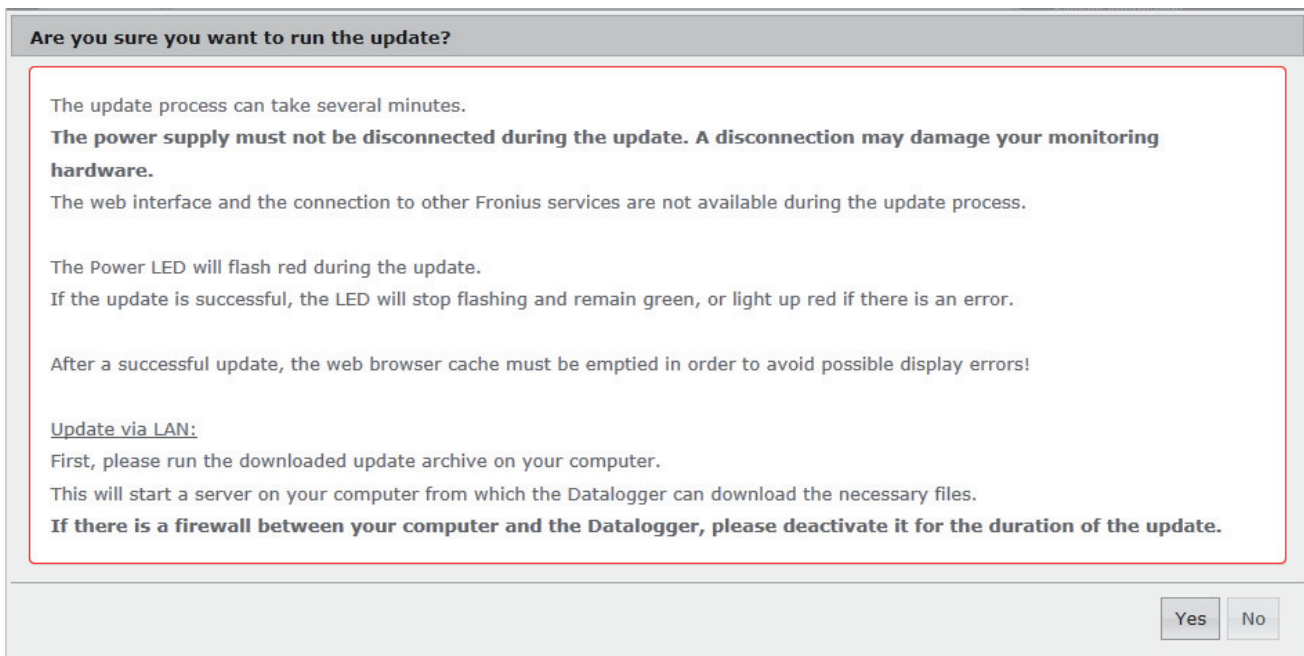 Are you sure you want to run the update?
The update process can take several minutes.
The power supply must not be disconnected during the update. A disconnection may damage your monitoring
hardware.
The web interface and the connection to other Fronius services are not available during the update process.
The Power LED will flash red during the update.
If the update is successful, the LED will stop flashing and remain green, or light up red if there is an error.
After a successful update, the web browser cache must be emptied in order to avoid possible display errors!
Update via LAN:
First, please run the downloaded update archive on your computer.
This will start a server on your computer from which the Datalogger can download the necessary files.
If there is a firewall between your computer and the Datalogger, please deactivate it for the duration of the update.
Yes No